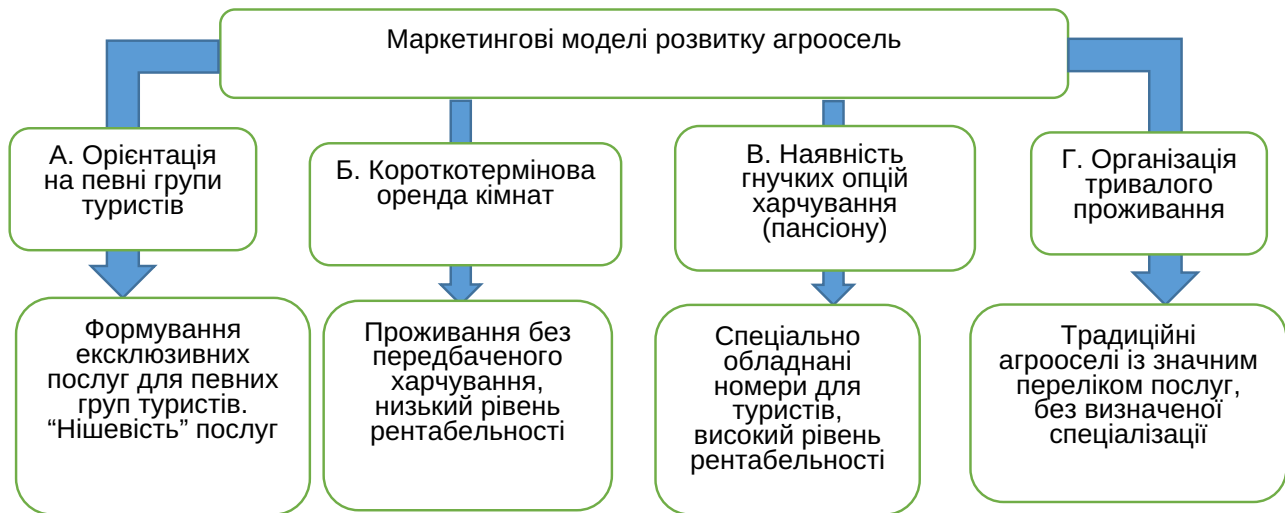 Маркетингові моделі розвитку агроосель
А. Орієнтація
на певні групи
туристів
Б. Короткотермінова
оренда кімнат
В. Наявність
гнучких опцій
харчування
(пансіону)
Г. Організація
тривалого
проживання
Формування
ексклюзивних
послуг для певних
груп туристів.
“Нішевість” послуг
Проживання без
передбаченого
харчування,
низький рівень
рентабельності
Спеціально
обладнані
номери для
туристів,
високий рівень
рентабельності
Традиційні
агрооселі із значним
переліком послуг,
без визначеної
спеціалізації